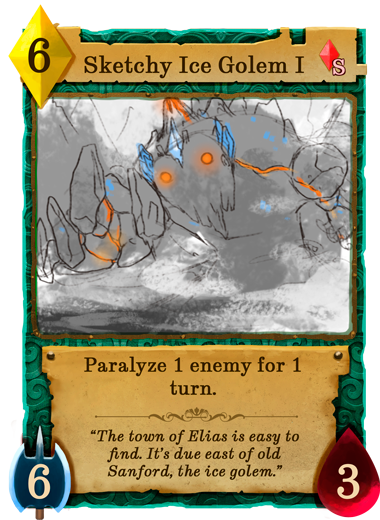 6
Sketchy Ice Golem I
S
Paralyze 1 enemy for 1
turn.
“The town of Elias is easy to
find. It’s due east of old
Sanford, the ice golem.”
6
3